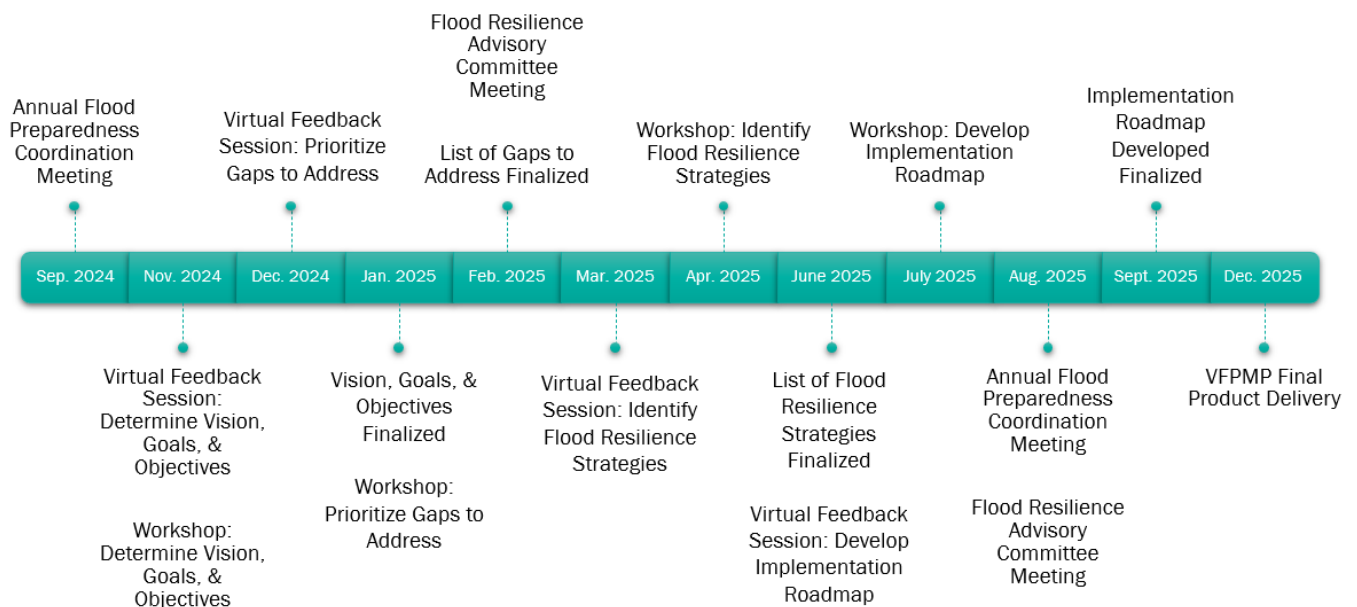 Flood Resilience
Advisory
Committee
Meeting
List of Gaps to
Address Finalized
Annual Flood
Preparedness
Coordination
Meeting
Virtual Feedback
Session: Prioritize
Gaps to Address
Workshop: Identify
Flood Resilience
Strategies
Workshop: Develop
Implementation
Roadmap
Implementation
Roadmap
Developed
Finalized
Sep. 2024
Nov. 2024
Dec. 2024
Jan. 2025
Feb. 2025
Mar. 2025
Apr. 2025
June 2025
July 2025
Aug. 2025
Sept. 2025
Dec. 2025
Virtual Feedback
Session:
Determine Vision,
Goals, &
Objectives
Workshop:
Determine Vision,
Goals, &
Objectives
Vision, Goals, &
Objectives
Finalized
Workshop:
Prioritize Gaps to
Address
Virtual Feedback
Session: Identify
Flood Resilience
Strategies
List of Flood
Resilience
Strategies
Finalized
Virtual Feedback
Session: Develop
Implementation
Roadmap
Annual Flood
Preparedness
Coordination
Meeting
Flood Resilience
Advisory
Committee
Meeting
VFPMP Final
Product Delivery